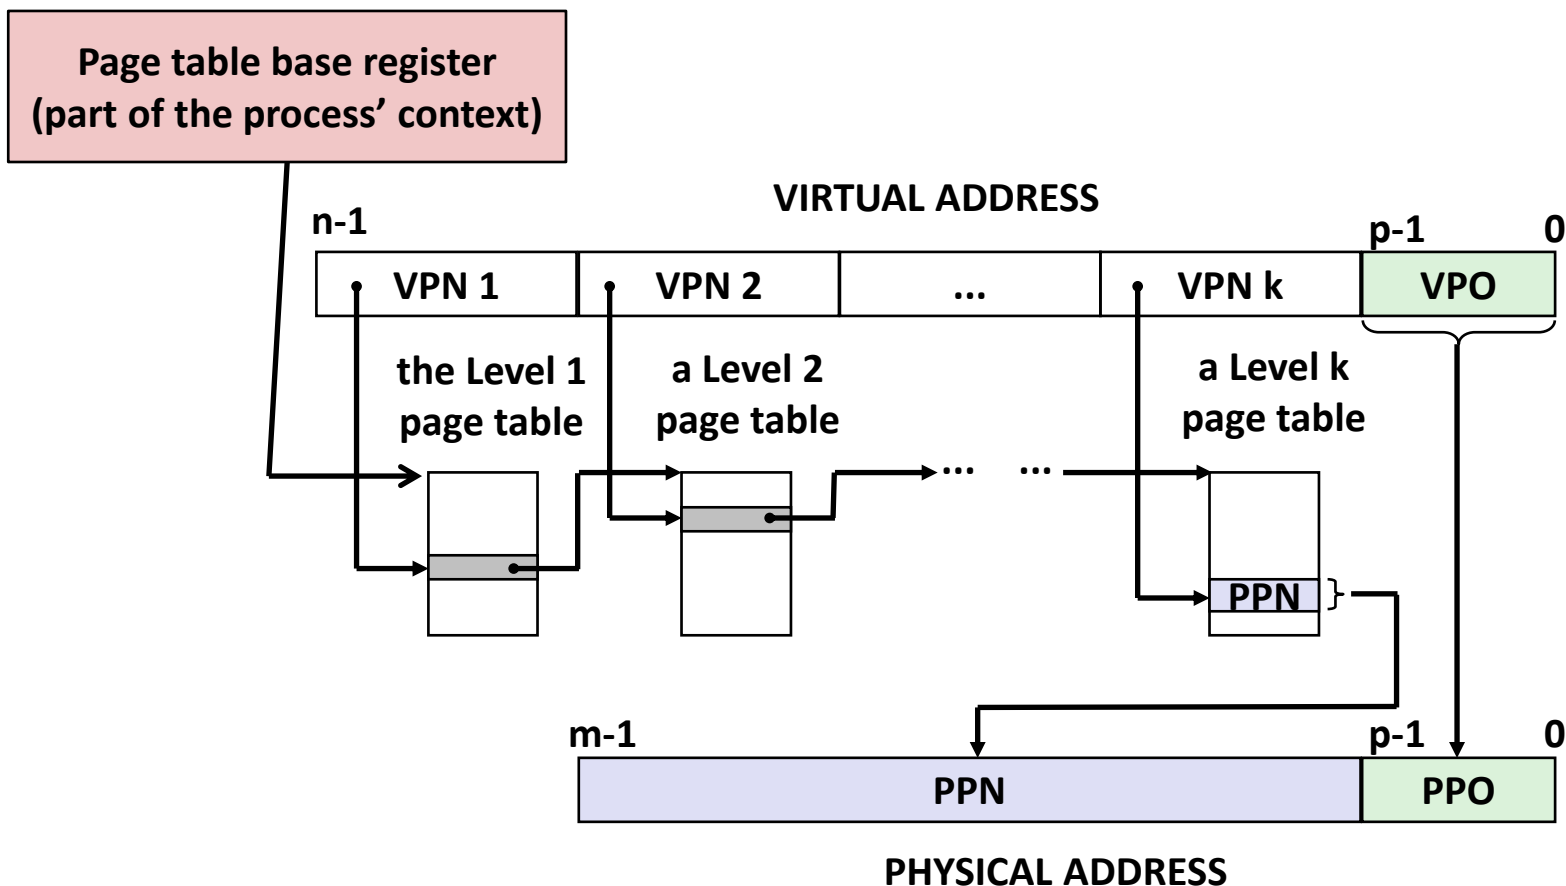 Page table base register
(part of the process’ context)
VIRTUAL ADDRESS
n-1
p-1
0
VPN 1
VPN 2
...
VPN k
VPO
the Level 1
page table
a Level 2
page table
a Level k
page table
...
...
PPN
m-1
p-1
0
PPN
PPO
PHYSICAL ADDRESS